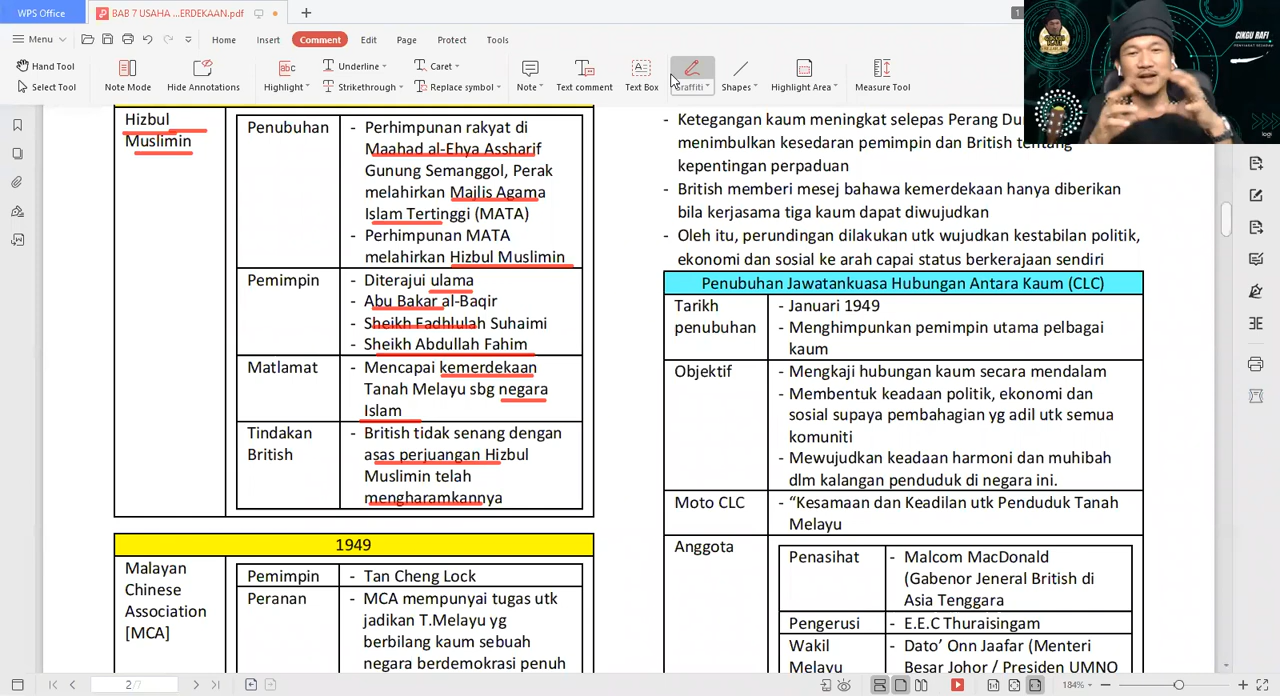 WPS Office
BAB 7 USAHA ...ERDEKAAN.pdf
1
Menu
Home
Insert
Comment
Edit
Page
Protect
Tools
Hand Tool
Select Tool
Note Mode
Hide Annotations
Highlight
Underline
Strikethrough
Caret
Replace symbol
Note
Text comment
Text Box
Graffiti
Shapes
Highlight Area
Measure Tool
CIKGU RAFI
logi
Hizbul
Muslimin
Penubuhan
- Perhimpunan rakyat di
Maahad al-Ehya Assharif
Gunung Semanggol, Perak
melahirkan Majlis Agama
Islam Tertinggi (MATA)
- Perhimpunan MATA
melahirkan Hizbul Muslimin
Pemimpin
- Diterajui ulama
- Abu Bakar al-Baqir
- Sheikh Fadhlulah Suhaimi
- Sheikh Abdullah Fahim
Matlamat
- Mencapai kemerdekaan
Tanah Melayu sbg negara
Islam
Tindakan
British
- British tidak senang dengan
asas perjuangan Hizbul
Muslimin telah
mengharamkannya
1949
Malayan
Chinese
Association
[MCA]
Pemimpin
- Tan Cheng Lock
Peranan
- MCA mempunyai tugas utk
jadikan T.Melayu yg
berbilang kaum sebuah
negara berdemokrasi penuh
- Ketegangan kaum meningkat selepas Perang
menimbulkan kesedaran pemimpin dan British tentang
kepentingan perpaduan
- British memberi mesej bahawa kemerdekaan hanya diberikan
bila kerjasama tiga kaum dapat diwujudkan
- Oleh itu, perundingan dilakukan utk wujudkan kestabilan politik,
ekonomi dan sosial ke arah capai status berkerajaan sendiri
Penubuhan Jawatankuasa Hubungan Antara Kaum (CLC)
Tarikh
penubuhan
- Januari 1949
- Menghimpunkan pemimpin utama pelbagai
kaum
Objektif
- Mengkaji hubungan kaum secara mendalam
- Membentuk keadaan politik, ekonomi dan
sosial supaya pembahagian yg adil utk semua
komuniti
- Mewujudkan keadaan harmoni dan muhibah
dlm kalangan penduduk di negara ini.
Moto CLC
- “Kesamaan dan Keadilan utk Penduduk Tanah
Melayu
Anggota
Penasihat
- Malcom MacDonald
(Gabenor Jeneral British di
Asia Tenggara
Pengerusi
- E.E.C Thuraisingam
Wakil
Melayu
- Dato’ Onn Jaafar (Menteri
Besar Johor / Presiden UMNO
2/7
184%